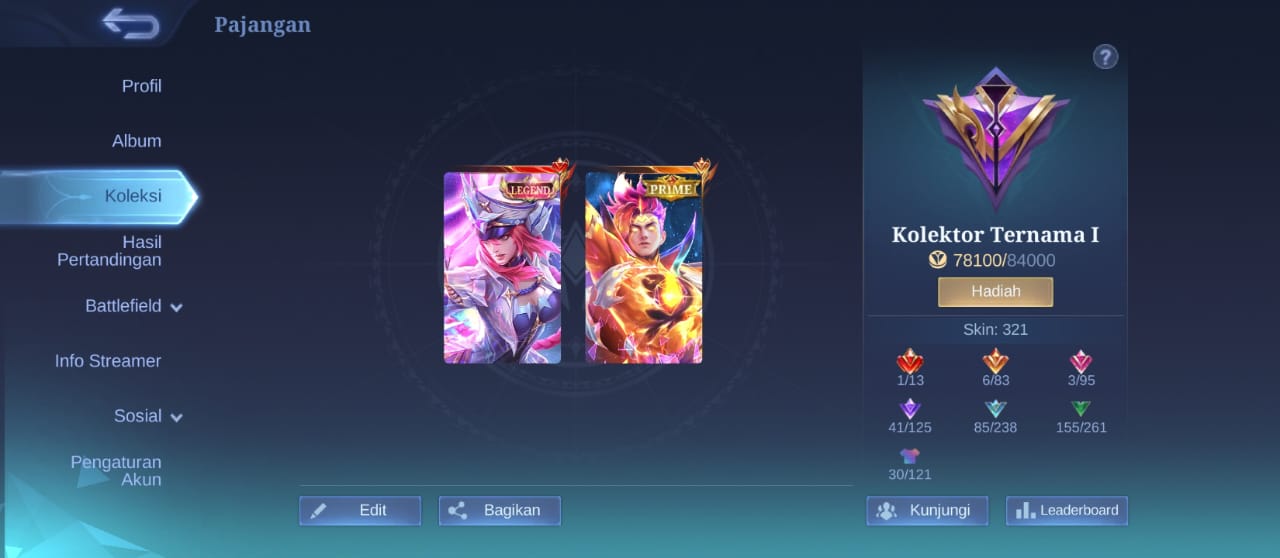 Pajangan
Profil
Album
Koleksi
Hasil
Pertandingan
Battlefield
Info Streamer
Sosial
Pengaturan
Akun
LEGEND
PRIME
Edit
Bagikan
?
Kolektor Ternama I
78100/84000
Hadiah
Skin: 321
1/13 6/83 3/95
41/125 85/238 155/261
30/121
Kunjungi
Leaderboard